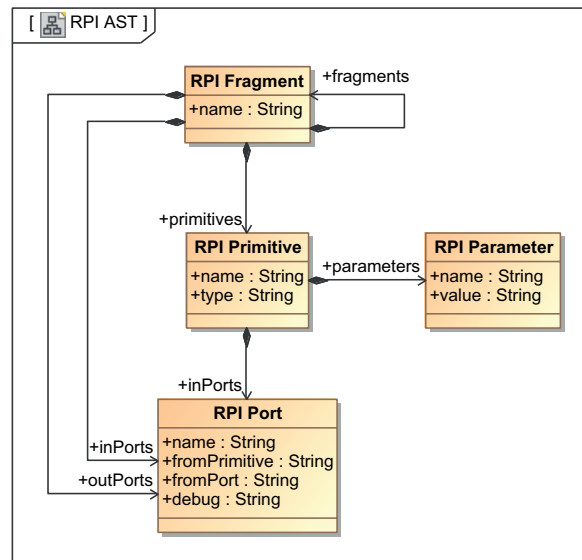 [ RPI AST ]
+fragments
RPI Fragment
+name : String
+primitives
RPI Primitive
+name : String
+type : String
+parameters
RPI Parameter
+name : String
+value : String
+inPorts
RPI Port
+name : String
+fromPrimitive : String
+fromPort : String
+debug : String
+inPorts
+outPorts